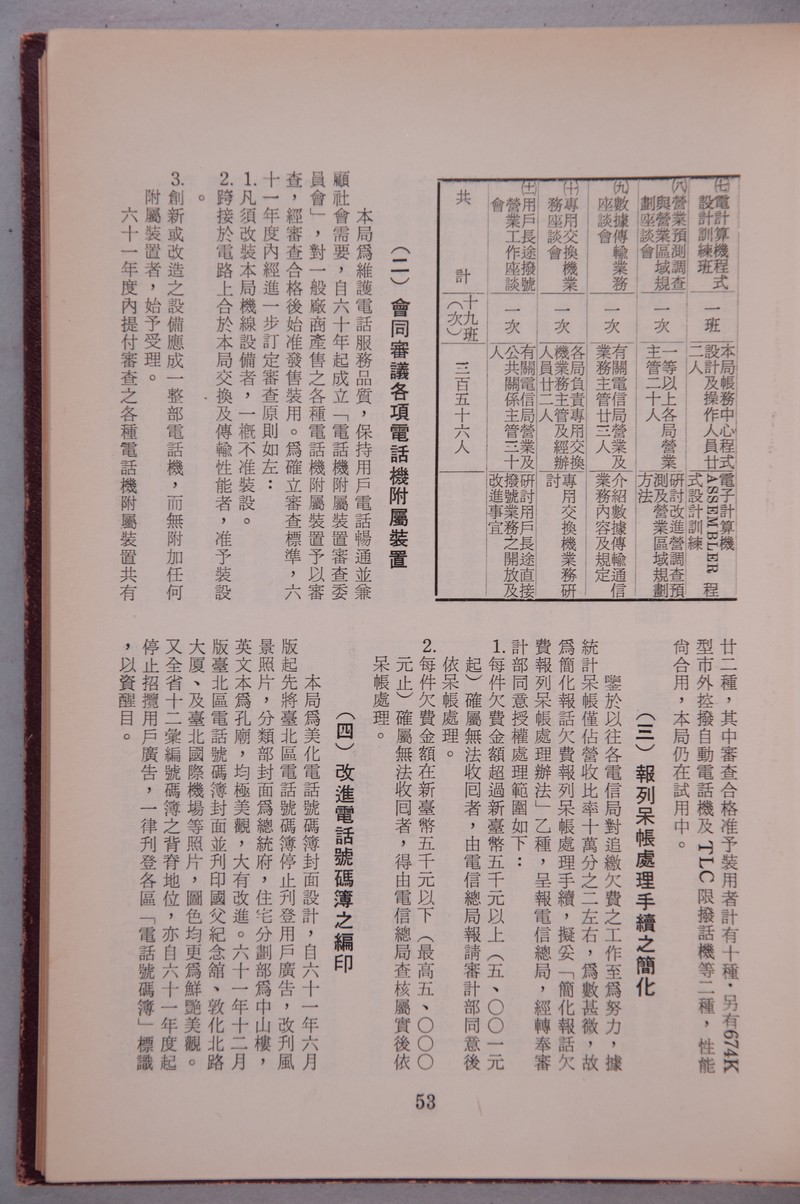 ㈦電計算機程式
設計訓練班
一班
本局帳務中心程式
設計及操作人員廿
二人
電子計算機
ASSEMBLER 程
式設計訓練
㈧營業預測調查
與營業區域規
劃座談會
一次
一等以上各局營業
主管二十人
研討改進營調查預
測及營業區域規劃
方法
㈨數據傳輸業務
座談會
一次
有關電信局營業及
業務主管廿三人
介紹數據傳輸通信
業務內容及規定
㈩專用交換機業
務座談會
一次
各局負責專用交換
機業務主管及經辦
人員廿二人
專用交換機業務研
討
(十一)用戶長途撥號
營業工作座談
會
一次
有關電信局營業及
公共關係主管三十
人
研討用戶長途直接
撥號業務之開放及
改進事宜
共計
十九班
(次)
三百五十六人
(二)會同審議各項電話機附屬裝置
本局為維護電話服務品質，保持用戶電話暢通並兼
顧社會需要，自六十年起成立「電話機附屬裝置審查委
員會」，對一般廠商產售之各種電話機附屬裝置予以審
查，經審查合格後始准發售裝用。為確立審查標準，六
十一年度內經進一步訂定審查原則如左：
1.凡須改裝本局機線設備者，一概不准裝設。
2.跨接於電路上合於本局交換及傳輸性能者，准予裝設
。
3.創新或改造之設備應成一整部電話機，而無附加任何
附屬裝置者，始予受理。
六十一年度內提付審查之各種電話機附屬裝置共有
廿二種，其中審查合格准予裝用者計有十種，另有674K
型市外控撥自動電話機及 TLC 限撥話機等二種，性能
尚合用，本局仍在試用中。
(三)報列呆帳處理手續之簡化
鑒於以往各電信局對追繳欠費之工作至為努力，據
統計呆帳僅佔營收比率十萬分之二左右，為數甚微，故
為簡化報話欠費報列呆帳處理手續，擬妥「簡化報話欠
費報列呆帳處理辦法」乙種，呈報電信總局，經轉奉審
計部同意授權處理範圍如下：
1.每件欠費金額超過新臺幣五千元以上（五、〇〇一元
起）確屬無法收回者，由電信總局報請審計部同意後
依呆帳處理。
2.每件欠費金額在新臺幣五千元以下（最高五、〇〇〇
元止）確屬無法收回者，得由電信總局查核屬實後依
呆帳處理。
(四)改進電話號碼簿之編印
本局為美化電話號碼簿封面設計，自六十一年六月
版起先將臺北區電話號碼簿停止刋登用戶廣告，改刋風
景照片，分類部封面為總統府，住宅分劃部為中山樓，
英文本為孔廟，均極美觀，大有改進。六十一年十二月
版臺北區電話號碼簿封面並刋印國父紀念舘、敦化北路
大厦、及臺北國際機場等照片，圖色均更為鮮艷美觀。
又全省十二彙編號碼簿之背脊地位，亦自六十一年度起
停止招攬用戶廣告，一律刋登各區「電話號碼簿」標識
，以資醒目。
53